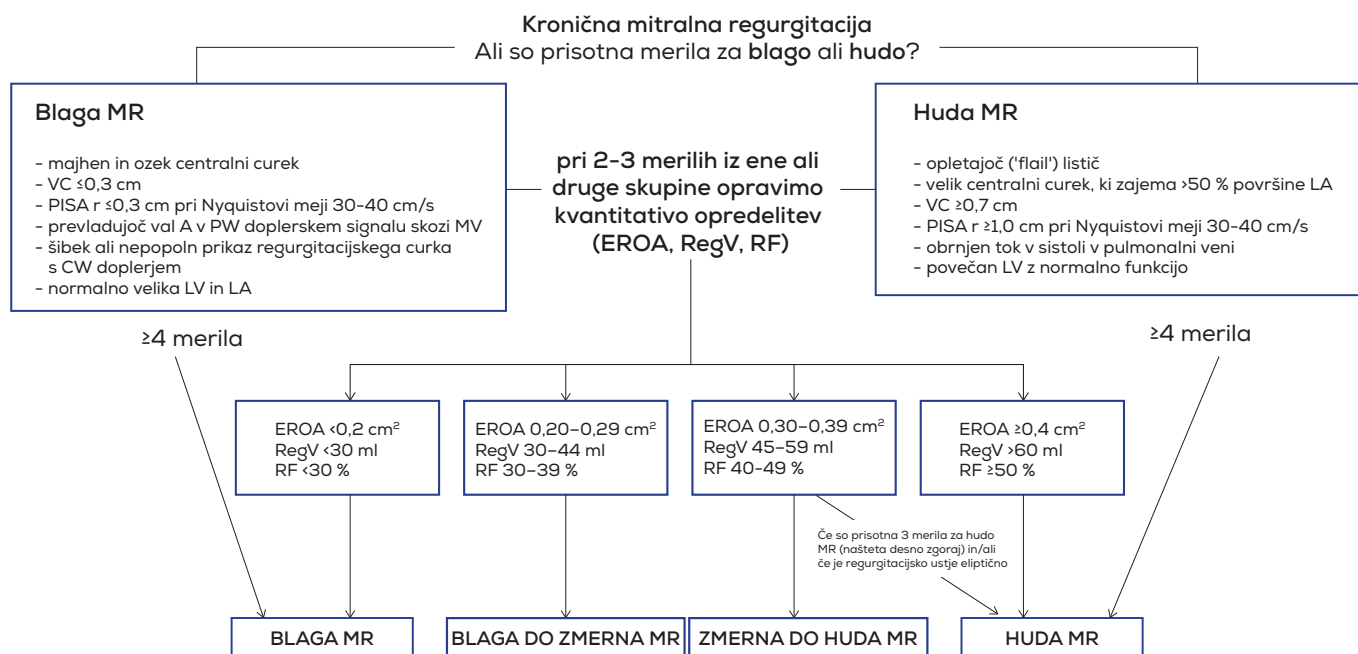 Kronična mitralna regurgitacija
Ali so prisotna merila za blago ali hudo?
Blaga MR
- majhen in ozek centralni curek
- VC ≤0,3 cm
- PISA r ≤0,3 cm pri Nyquistovi meji 30-40 cm/s
- prevladujoč val A v PW doplerskem signalu skozi MV
- šibek ali nepopoln prikaz regurgitacijskega curka
s CW doplerjem
- normalno velika LV in LA
pri 2-3 merilih iz ene ali
druge skupine opravimo
kvantitativno opredelitev
(EROA, RegV, RF)
Huda MR
- opletajoč ('flail') listič
- velik centralni curek, ki zajema >50 % površine LA
- VC ≥0,7 cm
- PISA r ≥1,0 cm pri Nyquistovi meji 30-40 cm/s
- obrnjen tok v sistoli v pulmonalni veni
- povečan LV z normalno funkcijo
≥4 merila
≥4 merila
EROA <0,2 cm²
RegV <30 ml
RF <30 %
EROA 0,20–0,29 cm²
RegV 30–44 ml
RF 30–39 %
EROA 0,30–0,39 cm²
RegV 45–59 ml
RF 40-49 %
EROA ≥0,4 cm²
RegV >60 ml
RF ≥50 %
Če so prisotna 3 merila za hudo
MR (našteta desno zgoraj) in/ali
če je regurgitacijsko ustje eliptično
BLAGA MR
BLAGA DO ZMERNA MR
ZMERNA DO HUDA MR
HUDA MR